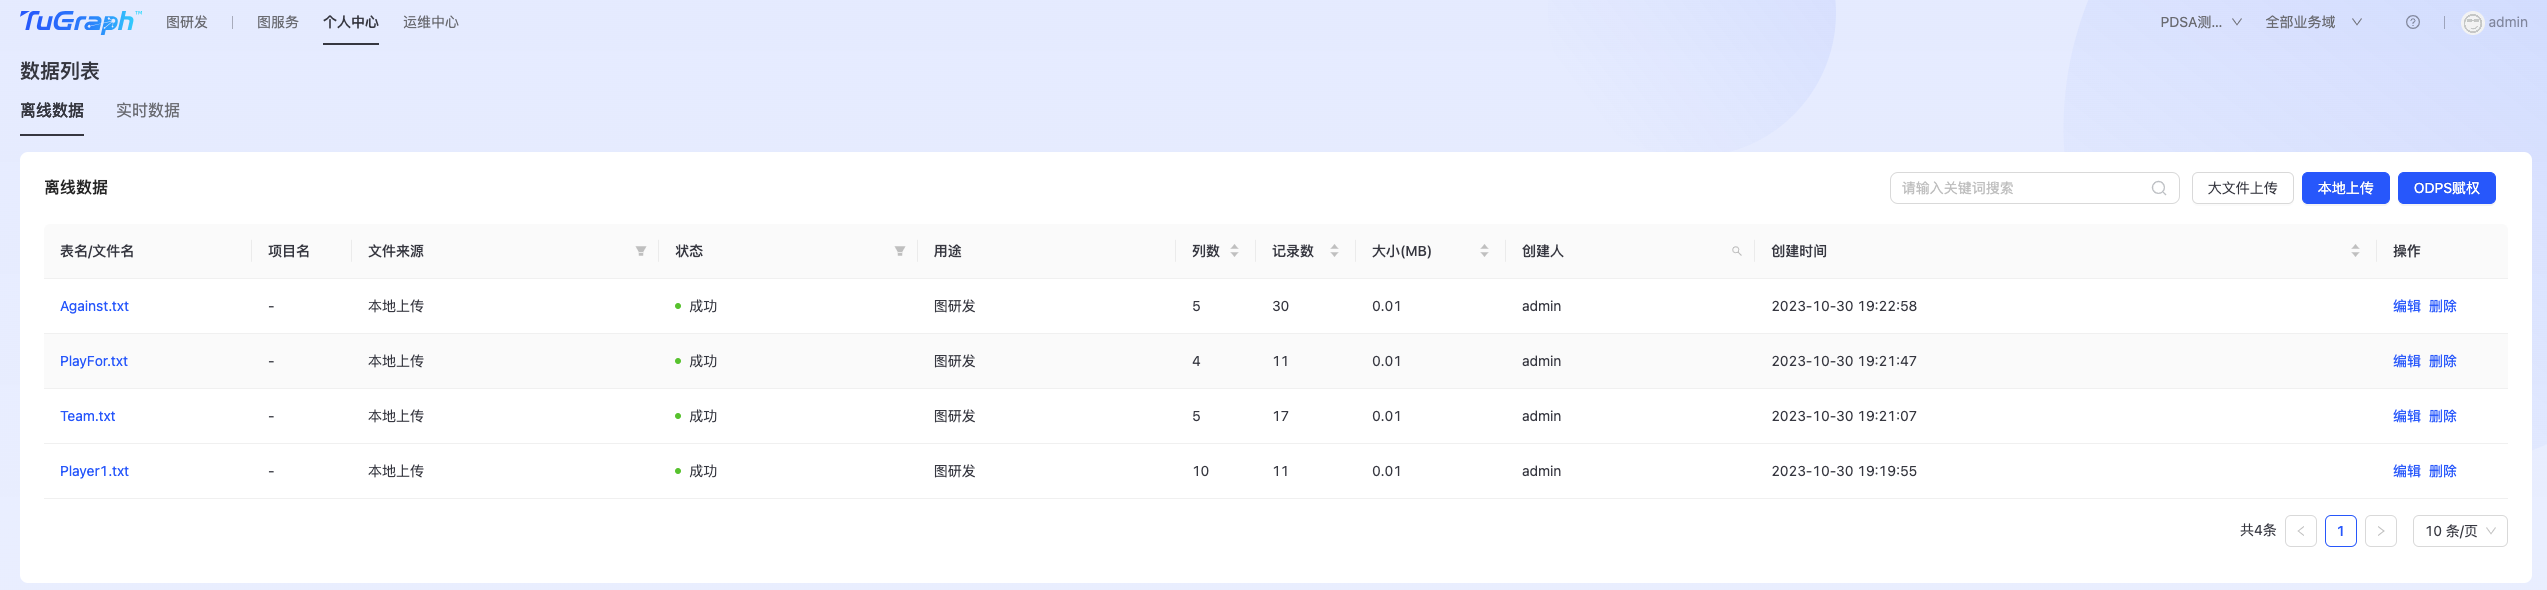 TuGraph™ 图研发 图服务 个人中心 运维中心 PDSA测... 全部业务域 admin
数据列表
离线数据 实时数据
离线数据 请输入关键词搜索 大文件上传 本地上传 ODPS赋权
表名/文件名 项目名 文件来源 状态 用途 列数 记录数 大小(MB) 创建人 创建时间 操作
Against.txt - 本地上传 成功 图研发 5 30 0.01 admin 2023-10-30 19:22:58 编辑 删除
PlayFor.txt - 本地上传 成功 图研发 4 11 0.01 admin 2023-10-30 19:21:47 编辑 删除
Team.txt - 本地上传 成功 图研发 5 17 0.01 admin 2023-10-30 19:21:07 编辑 删除
Player1.txt - 本地上传 成功 图研发 10 11 0.01 admin 2023-10-30 19:19:55 编辑 删除
共4条 < 1 > 10 条/页